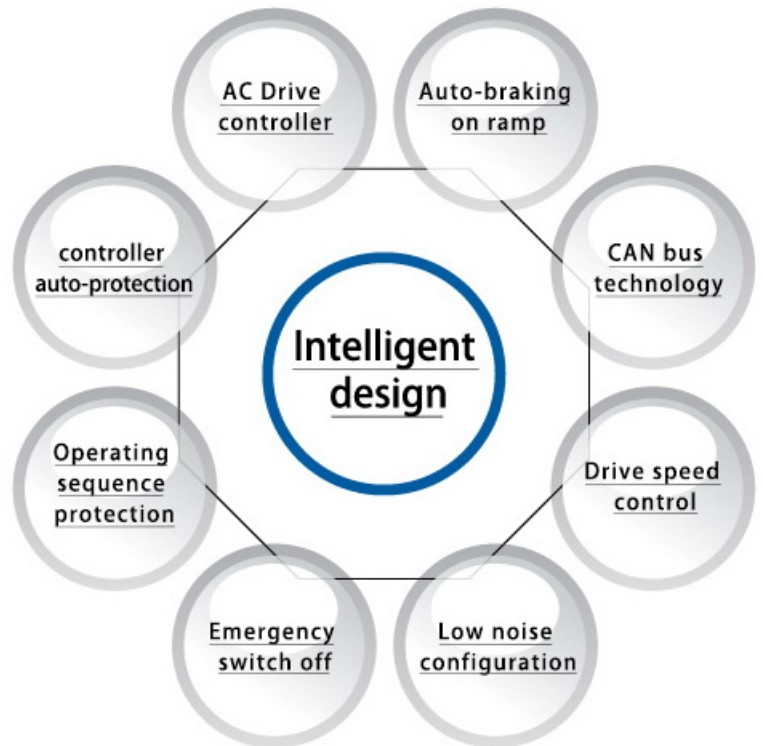 AC Drive
controller
Auto-braking
on ramp
controller
auto-protection
CAN bus
technology
Intelligent
design
Operating
sequence
protection
Drive speed
control
Emergency
switch off
Low noise
configuration